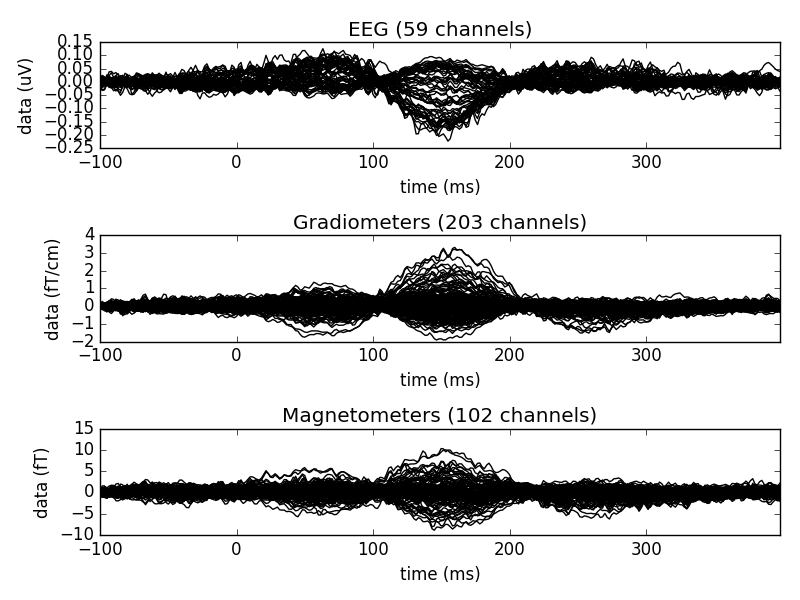 EEG (59 channels)
0.15
0.10
0.05
0.00
−0.05
−0.10
−0.15
−0.20
−0.25
data (uV)
−100 0 100 200 300
time (ms)
Gradiometers (203 channels)
4
3
2
1
0
−1
−2
data (fT/cm)
−100 0 100 200 300
time (ms)
Magnetometers (102 channels)
15
10
5
0
−5
−10
data (fT)
−100 0 100 200 300
time (ms)